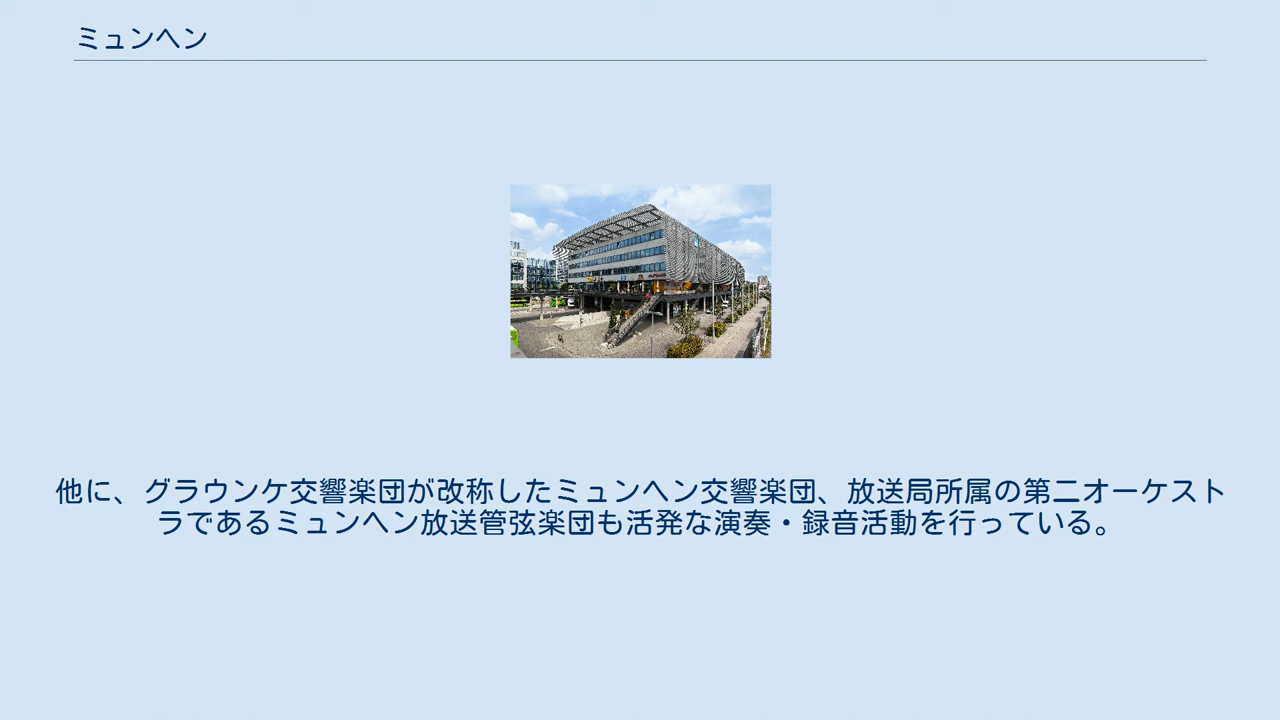 ミュンヘン
他に、グラウンケ交響楽団が改称したミュンヘン交響楽団、放送局所属の第二オーケスト
ラであるミュンヘン放送管弦楽団も活発な演奏・録音活動を行っている。